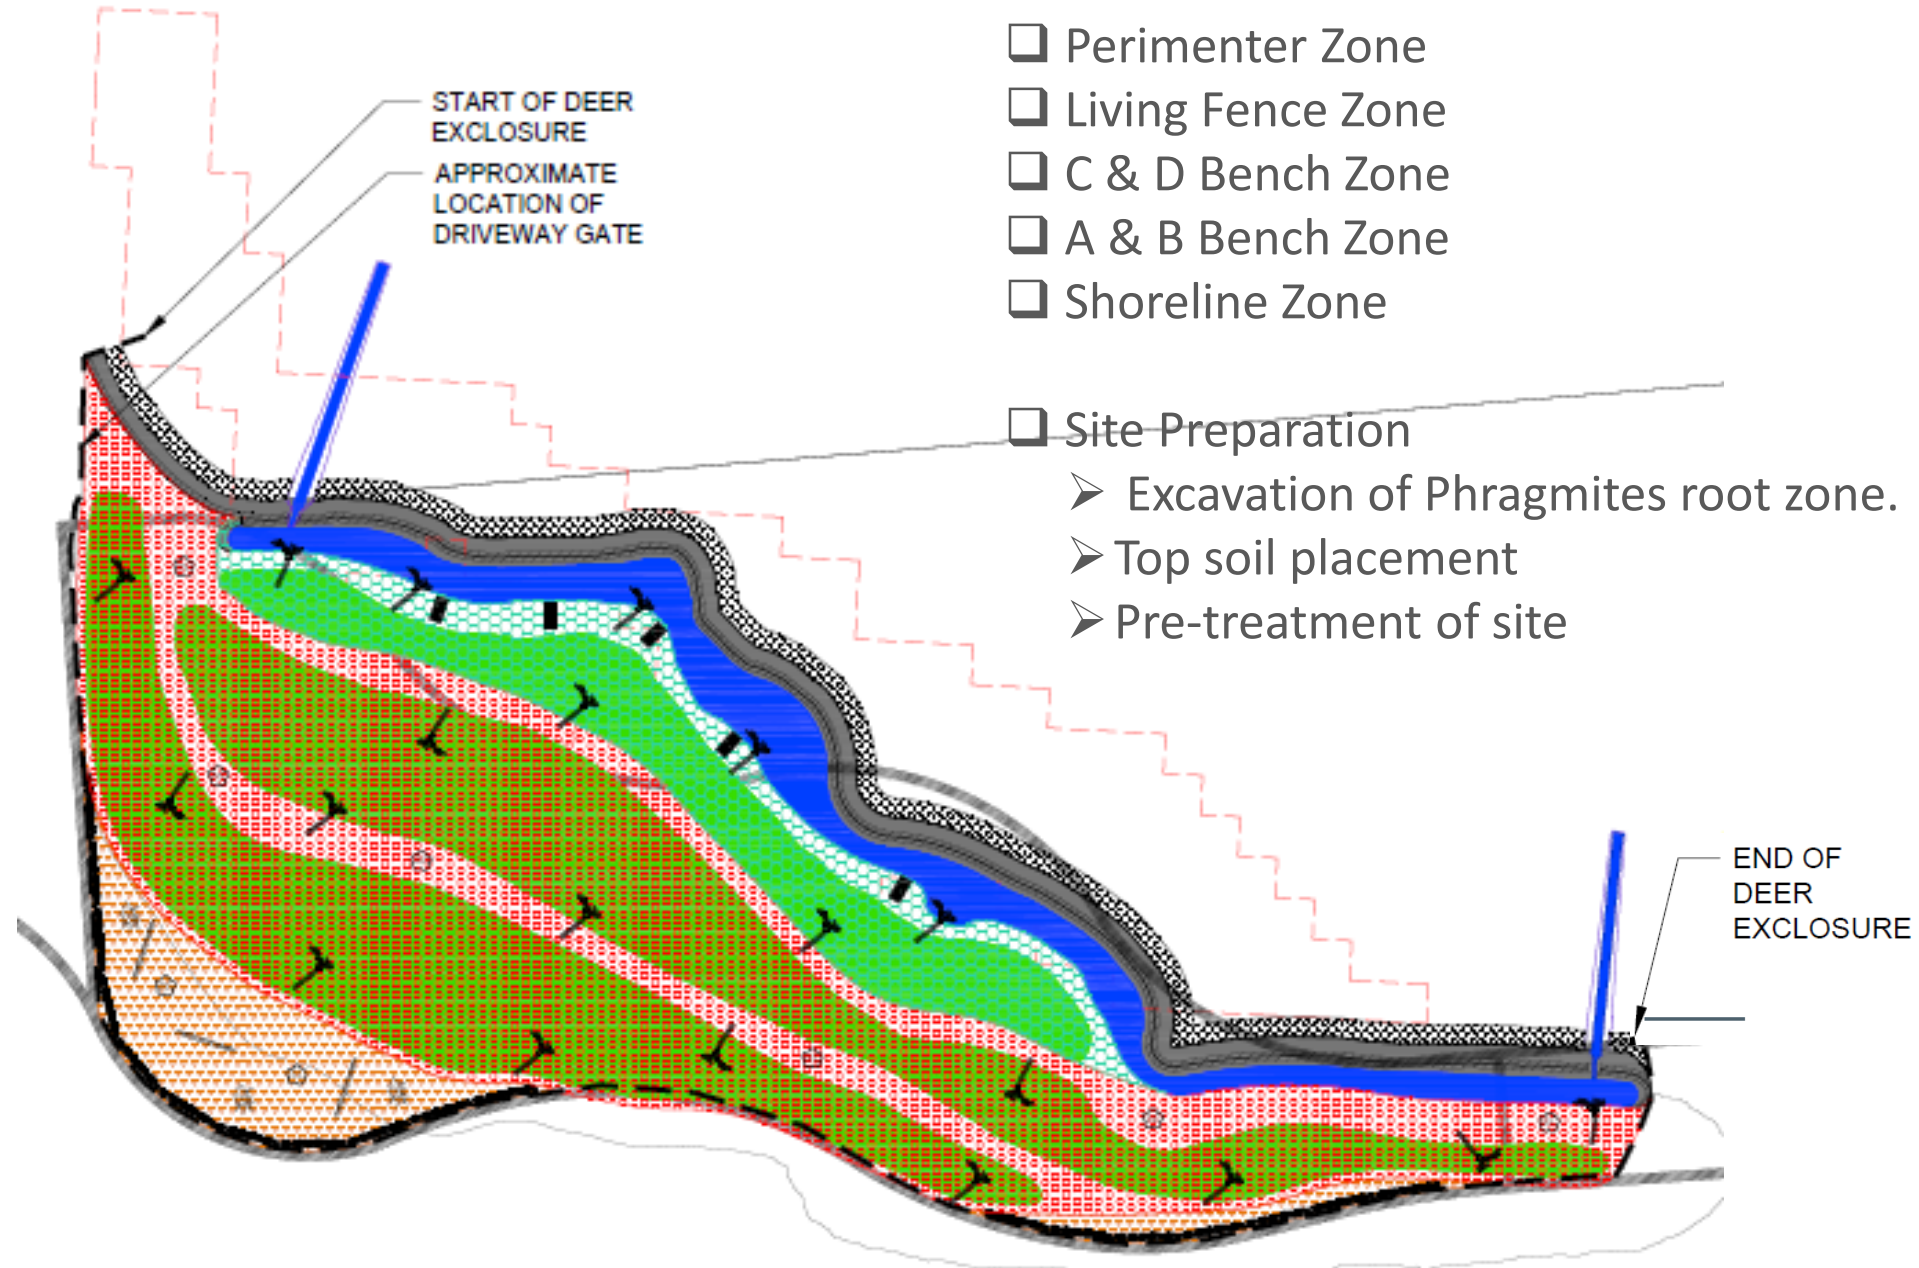 Perimenter Zone
Living Fence Zone
C & D Bench Zone
A & B Bench Zone
Shoreline Zone
Site Preparation
Excavation of Phragmites root zone.
Top soil placement
Pre-treatment of site
START OF DEER
EXCLOSURE
APPROXIMATE
LOCATION OF
DRIVEWAY GATE
END OF
DEER
EXCLOSURE